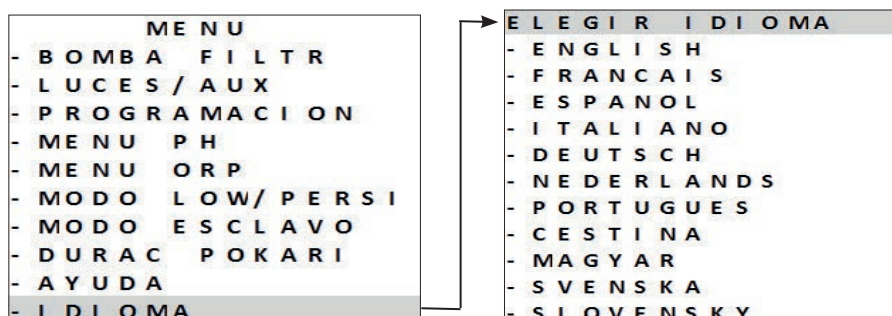 MENU
- BOMBA FILTR
- LUCES/AUX
- PROGRAMACION
- MENU PH
- MENU ORP
- MODO LOW/PERSI
- MODO ESCLAVO
- DURAC POKARI
- AYUDA
- IDIOMA
ELEGIR IDIOMA
- ENGLISH
- FRANCAIS
- ESPANOL
- ITALIANO
- DEUTSCH
- NEDERLANDS
- PORTUGUES
- CESTINA
- MAGYAR
- SVENSKA
- SLOVENSKY